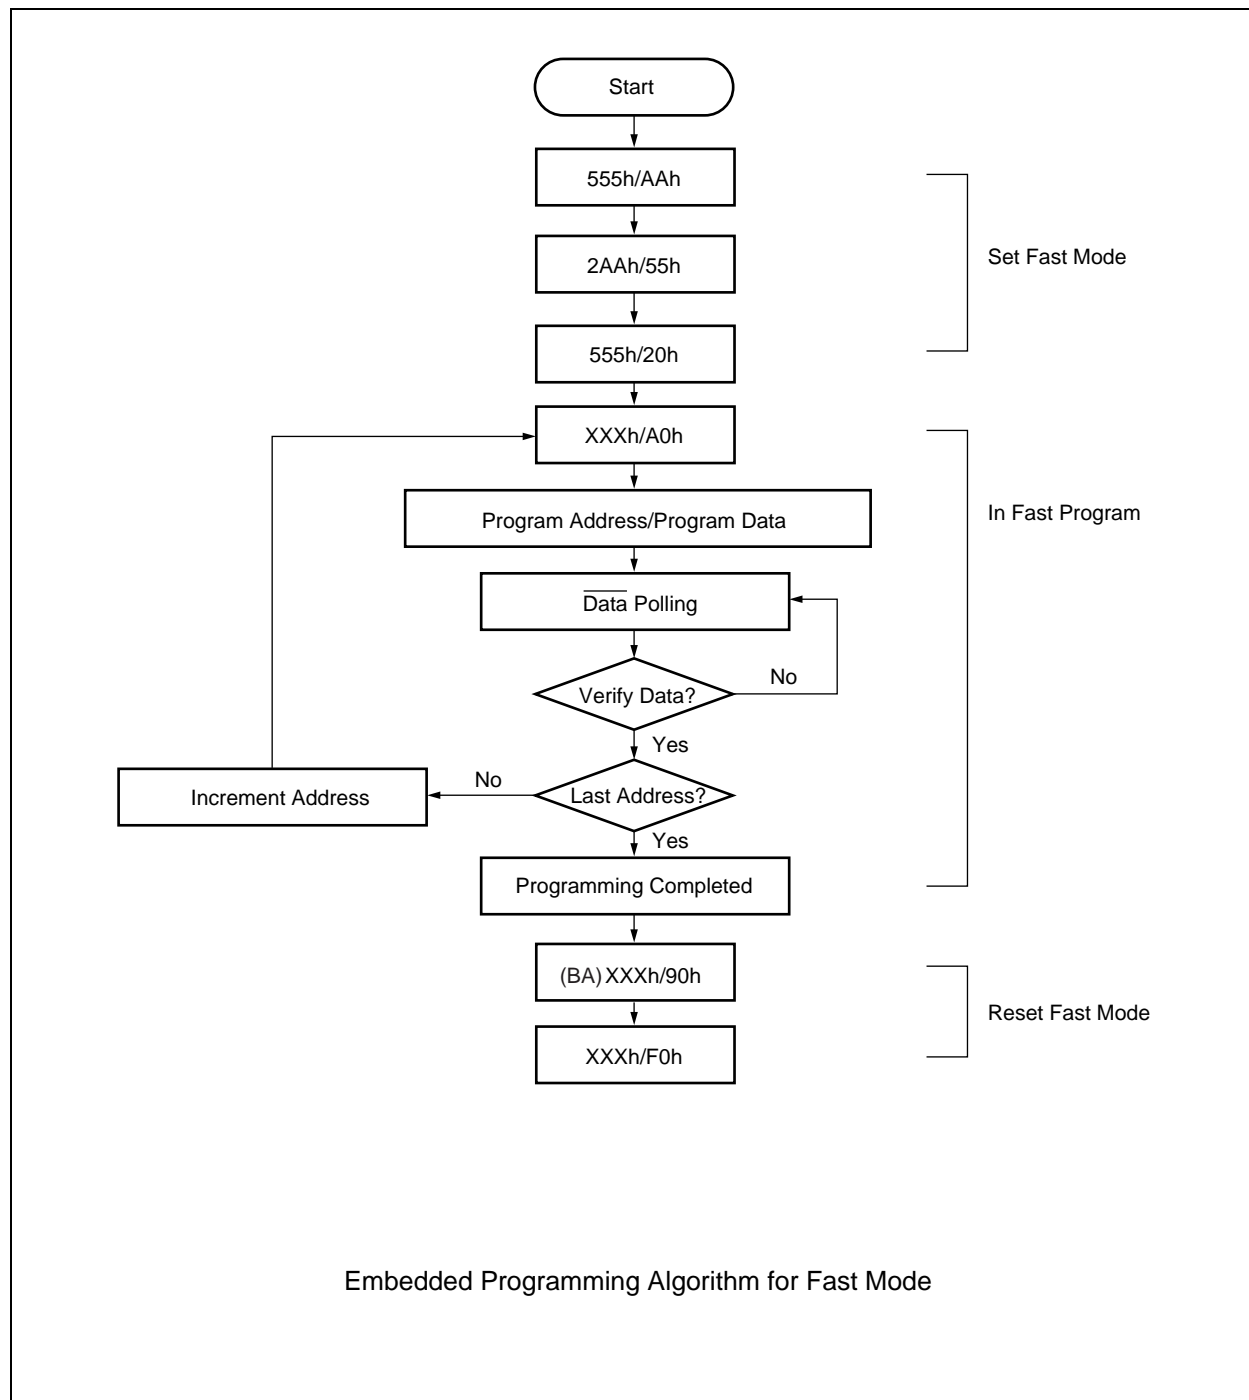 Start
555h/AAh
2AAh/55h
Set Fast Mode
555h/20h
XXXh/A0h
Program Address/Program Data
In Fast Program
Data Polling
Verify Data?
No
Yes
Increment Address
No
Last Address?
Yes
Programming Completed
(BA) XXXh/90h
Reset Fast Mode
XXXh/F0h
Embedded Programming Algorithm for Fast Mode